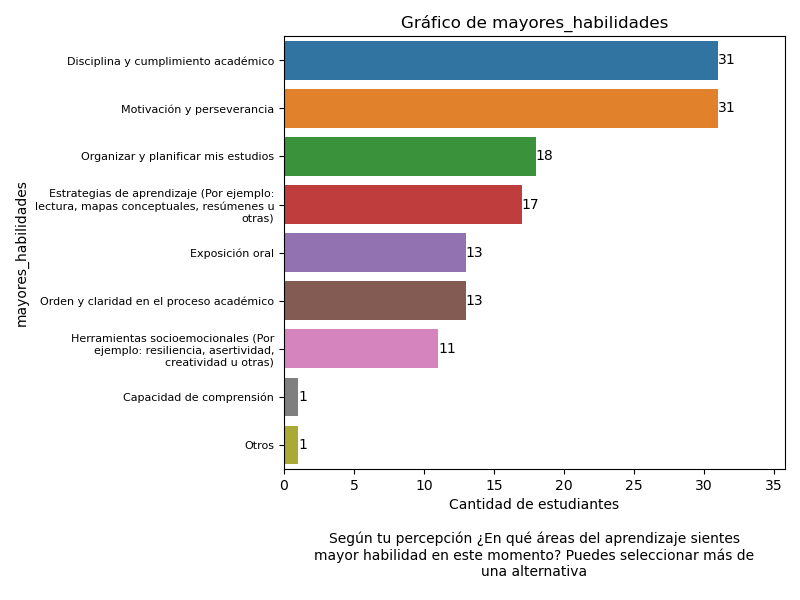 Gráfico de mayores_habilidades
mayores_habilidades
Disciplina y cumplimiento académico
31
Motivación y perseverancia
31
Organizar y planificar mis estudios
18
Estrategias de aprendizaje (Por ejemplo:
lectura, mapas conceptuales, resúmenes u
otras)
17
Exposición oral
13
Orden y claridad en el proceso académico
13
Herramientas socioemocionales (Por
ejemplo: resiliencia, asertividad,
creatividad u otras)
11
Capacidad de comprensión
1
Otros
1
0 5 10 15 20 25 30 35
Cantidad de estudiantes
Según tu percepción ¿En qué áreas del aprendizaje sientes
mayor habilidad en este momento? Puedes seleccionar más de
una alternativa